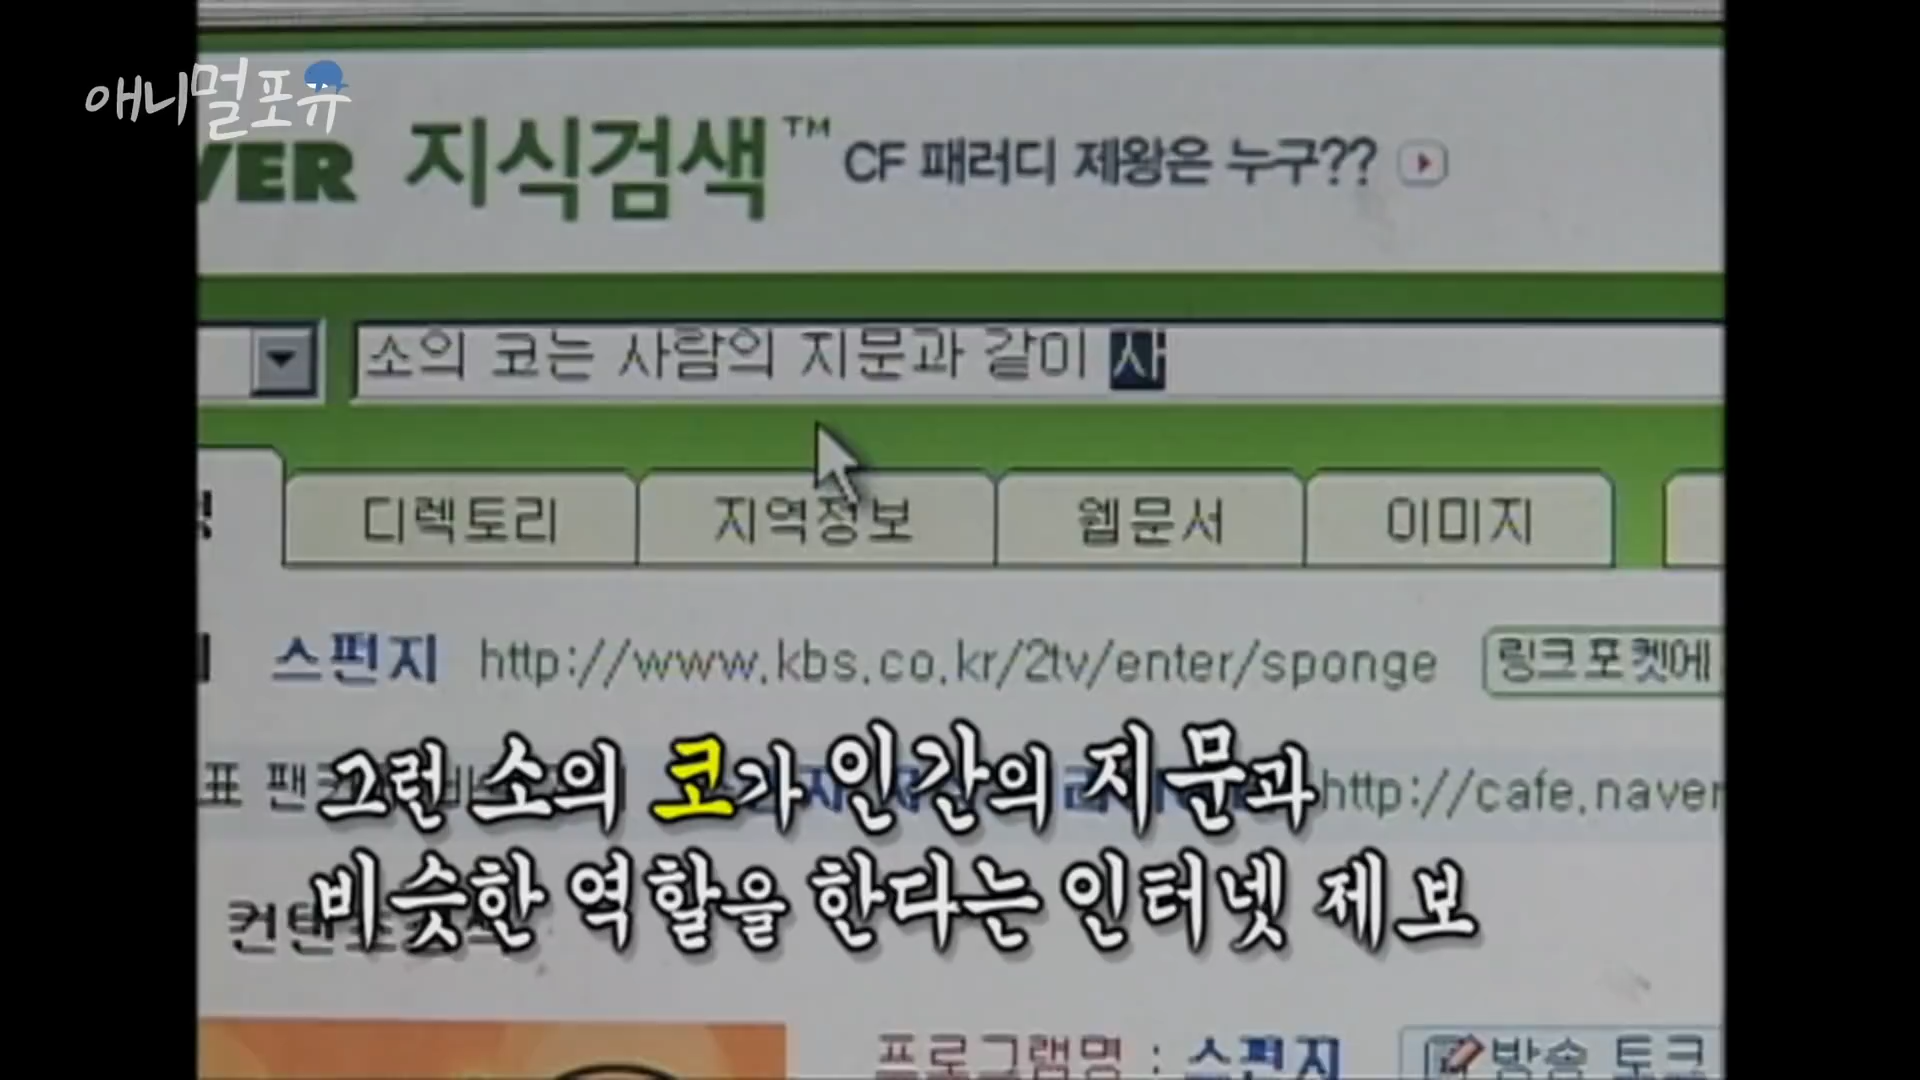 애니멀포유
VER 지식검색™ CF 패러디 제왕은 누구??
소의 코는 사람의 지문과 같이 사
디렉토리 지역정보 웹문서 이미지
스펀지 http://www.kbs.co.kr/2tv/enter/sponge 링크포켓에
그런 소의 코가 인간의 지문과
http://cafe.naver
비슷한 역할을 한다는 인터넷 제보
프로그램명 : 스펀지 방송 토크